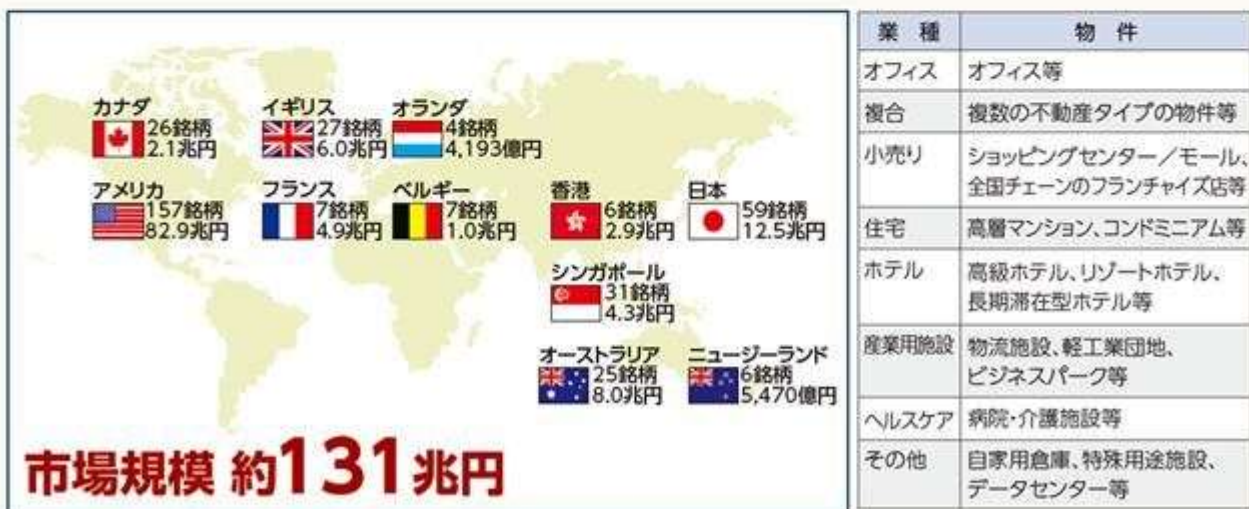 カナダ
26銘柄
2.1兆円
イギリス
27銘柄
6.0兆円
オランダ
4銘柄
4,193億円
アメリカ
157銘柄
82.9兆円
フランス
7銘柄
4.9兆円
ベルギー
7銘柄
1.0兆円
香港
6銘柄
2.9兆円
日本
59銘柄
12.5兆円
シンガポール
31銘柄
4.3兆円
オーストラリア
25銘柄
8.0兆円
ニュージーランド
6銘柄
5,470億円
市場規模 約131兆円
業 種 物 件
オフィス オフィス等
複合 複数の不動産タイプの物件等
小売り ショッピングセンター/モール、
全国チェーンのフランチャイズ店等
住宅 高層マンション、コンドミニアム等
ホテル 高級ホテル、リゾートホテル、
長期滞在型ホテル等
産業用施設 物流施設、軽工業団地、
ビジネスパーク等
ヘルスケア 病院・介護施設等
その他 自家用倉庫、特殊用途施設、
データセンター等